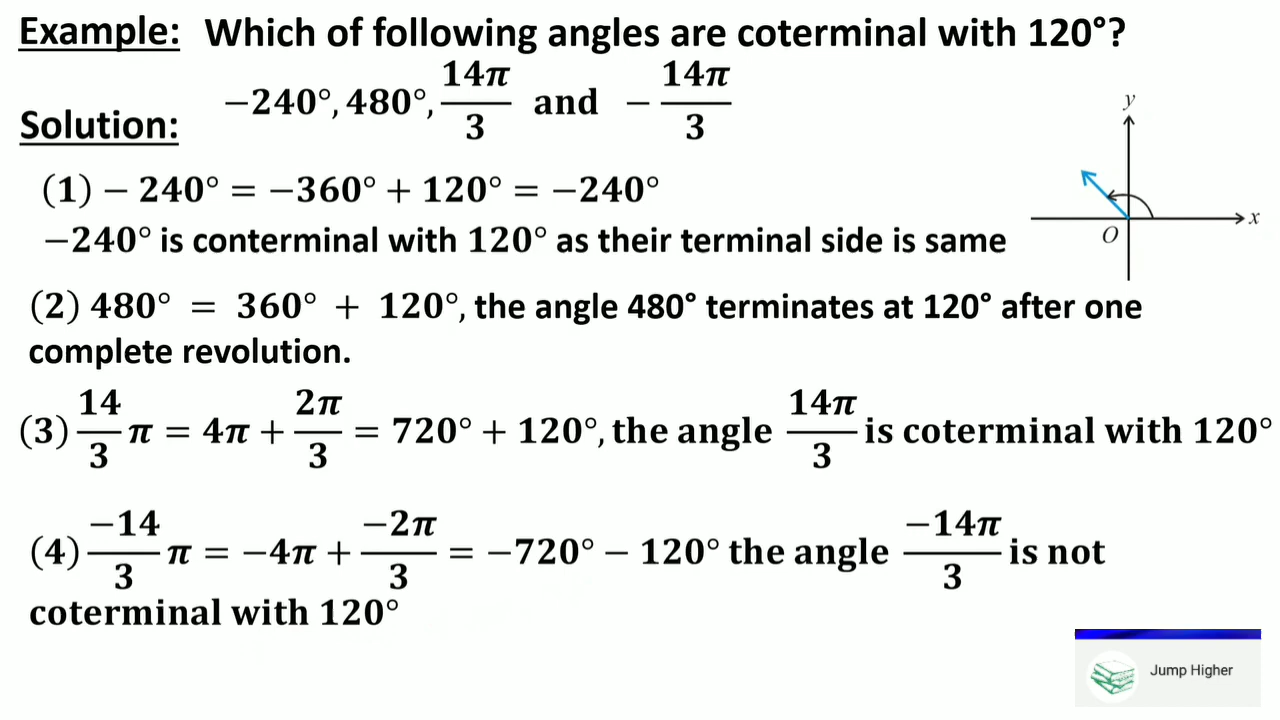 Example: Which of following angles are coterminal with 120°?
−240°, 480°, 14π/3 and − 14π/3
Solution:
(1) − 240° = −360° + 120° = −240°
−240° is conterminal with 120° as their terminal side is same
y
x
O
(2) 480° = 360° + 120°, the angle 480° terminates at 120° after one
complete revolution.
(3) 14/3 π = 4π + 2π/3 = 720° + 120°, the angle 14π/3 is coterminal with 120°
(4) −14/3 π = −4π + −2π/3 = −720° − 120° the angle −14π/3 is not
coterminal with 120°
Jump Higher